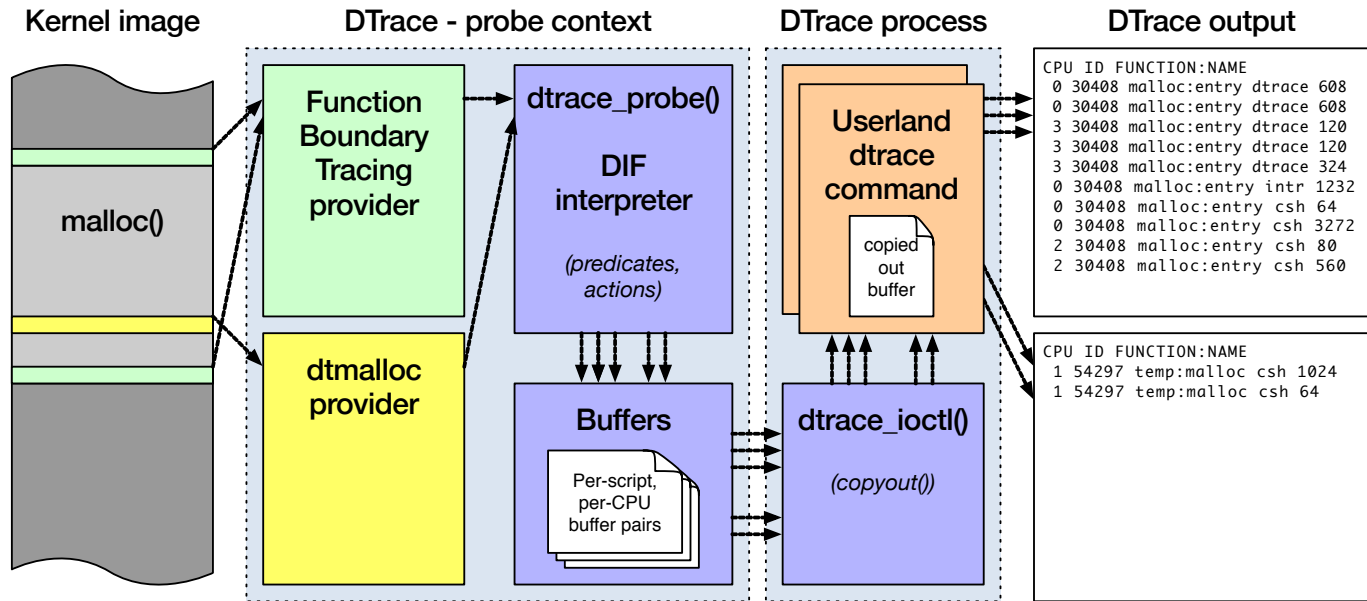 Kernel image
DTrace - probe context
DTrace process
DTrace output
malloc()
Function
Boundary
Tracing
provider
dtmalloc
provider
dtrace_probe()
DIF
interpreter
(predicates,
actions)
Buffers
Per-script,
per-CPU
buffer pairs
Userland
dtrace
command
copied
out
buffer
dtrace_ioctl()
(copyout())
CPU ID FUNCTION:NAME
0 30408 malloc:entry dtrace 608
0 30408 malloc:entry dtrace 608
3 30408 malloc:entry dtrace 120
3 30408 malloc:entry dtrace 120
3 30408 malloc:entry dtrace 324
0 30408 malloc:entry intr 1232
0 30408 malloc:entry csh 64
0 30408 malloc:entry csh 3272
2 30408 malloc:entry csh 80
2 30408 malloc:entry csh 560
CPU ID FUNCTION:NAME
1 54297 temp:malloc csh 1024
1 54297 temp:malloc csh 64